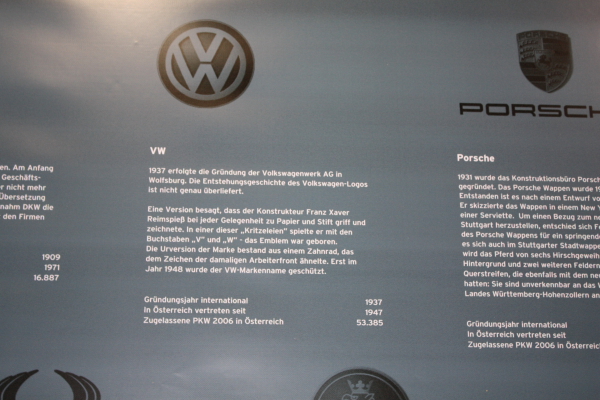 en. Am Anfang
Geschäfts-
er nicht mehr
Übersetzung
nahm DKW die
den Firmen
1909
1971
16.887
VW
1937 erfolgte die Gründung der Volkswagenwerk AG in
Wolfsburg. Die Entstehungsgeschichte des Volkswagen-Logos
ist nicht genau überliefert.
Eine Version besagt, dass der Konstrukteur Franz Xaver
Reimspieß bei jeder Gelegenheit zu Papier und Stift griff und
zeichnete. In einer dieser „Kritzeleien" spielte er mit den
Buchstaben „V" und „W" - das Emblem war geboren.
Die Urversion der Marke bestand aus einem Zahnrad, das
dem Zeichen der damaligen Arbeiterfront ähnelte. Erst im
Jahr 1948 wurde der VW-Markenname geschützt.
Gründungsjahr international 1937
In Österreich vertreten seit 1947
Zugelassene PKW 2006 in Österreich 53.385
PORSCH
Porsche
1931 wurde das Konstruktionsbüro Porsch
gegründet. Das Porsche Wappen wurde 19
Entstanden ist es nach einem Entwurf vo
Er skizzierte das Wappen in einem New Y
einer Serviette. Um einen Bezug zum ne
Stuttgart herzustellen, entschied sich F
des Porsche Wappens für ein springende
es sich auch im Stuttgarter Stadtwappe
wird das Pferd von sechs Hirschgeweihe
Hintergrund und zwei weiteren Feldern
Querstreifen, die ebenfalls mit dem ne
hatten: Sie sind unverkennbar an das W
Landes Württemberg-Hohenzollern an
Gründungsjahr international
In Österreich vertreten seit
Zugelassene PKW 2006 in Österreich